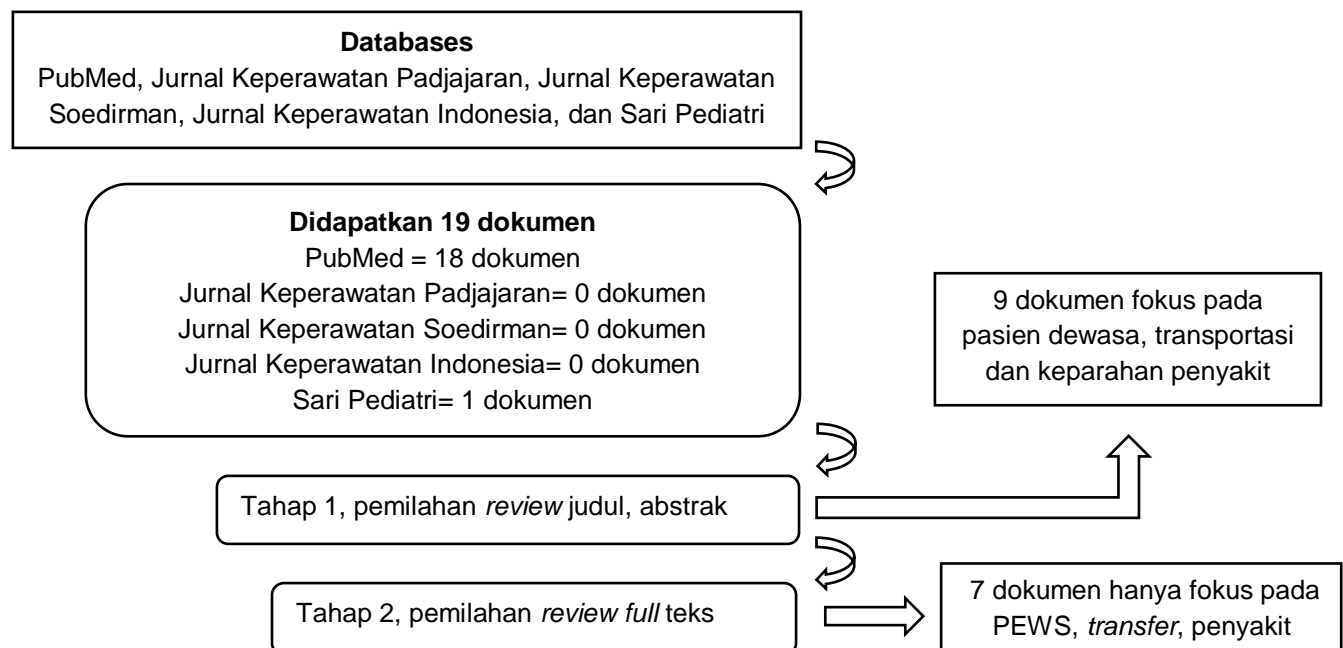 Databases
PubMed, Jurnal Keperawatan Padjajaran, Jurnal Keperawatan
Soedirman, Jurnal Keperawatan Indonesia, dan Sari Pediatri
Didapatkan 19 dokumen
PubMed = 18 dokumen
Jurnal Keperawatan Padjajaran= 0 dokumen
Jurnal Keperawatan Soedirman= 0 dokumen
Jurnal Keperawatan Indonesia= 0 dokumen
Sari Pediatri= 1 dokumen
9 dokumen fokus pada
pasien dewasa, transportasi
dan keparahan penyakit
Tahap 1, pemilahan review judul, abstrak
Tahap 2, pemilahan review full teks
7 dokumen hanya fokus pada
PEWS, transfer, penyakit